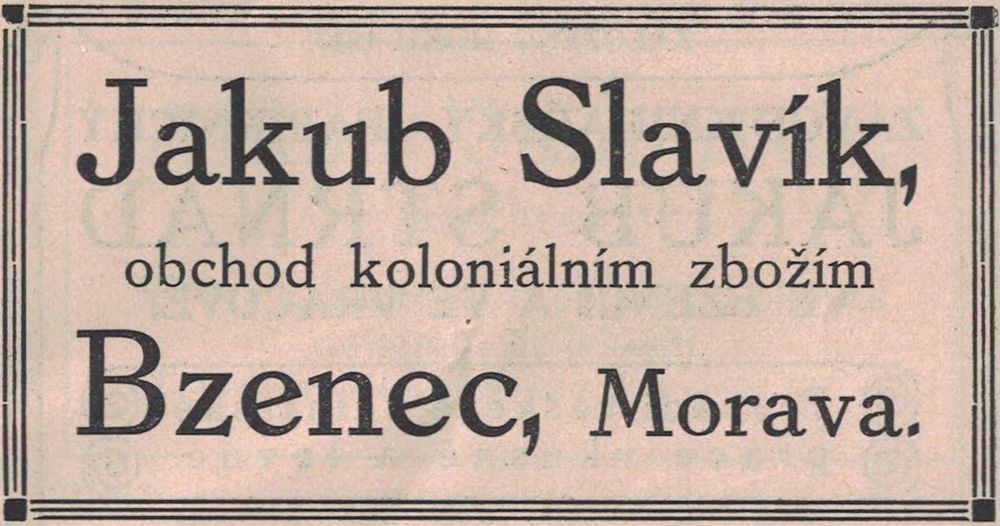 Jakub Slavík,
obchod koloniálním zbožím
Bzenec, Morava.